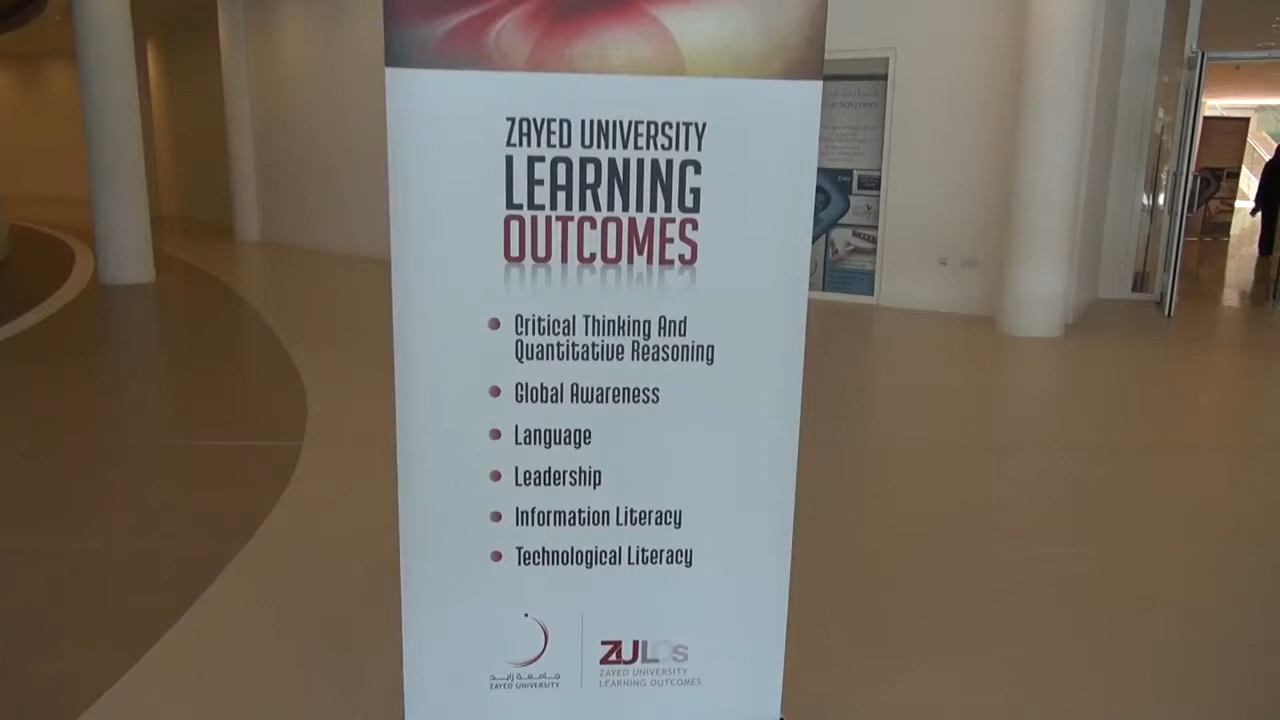 ZAYED UNIVERSITY
LEARNING
OUTCOMES
Critical Thinking And
Quantitative Reasoning
Global Awareness
Language
Leadership
Information Literacy
Technological Literacy
جامعة زايد
ZAYED UNIVERSITY
ZULOs
ZAYED UNIVERSITY
LEARNING OUTCOMES